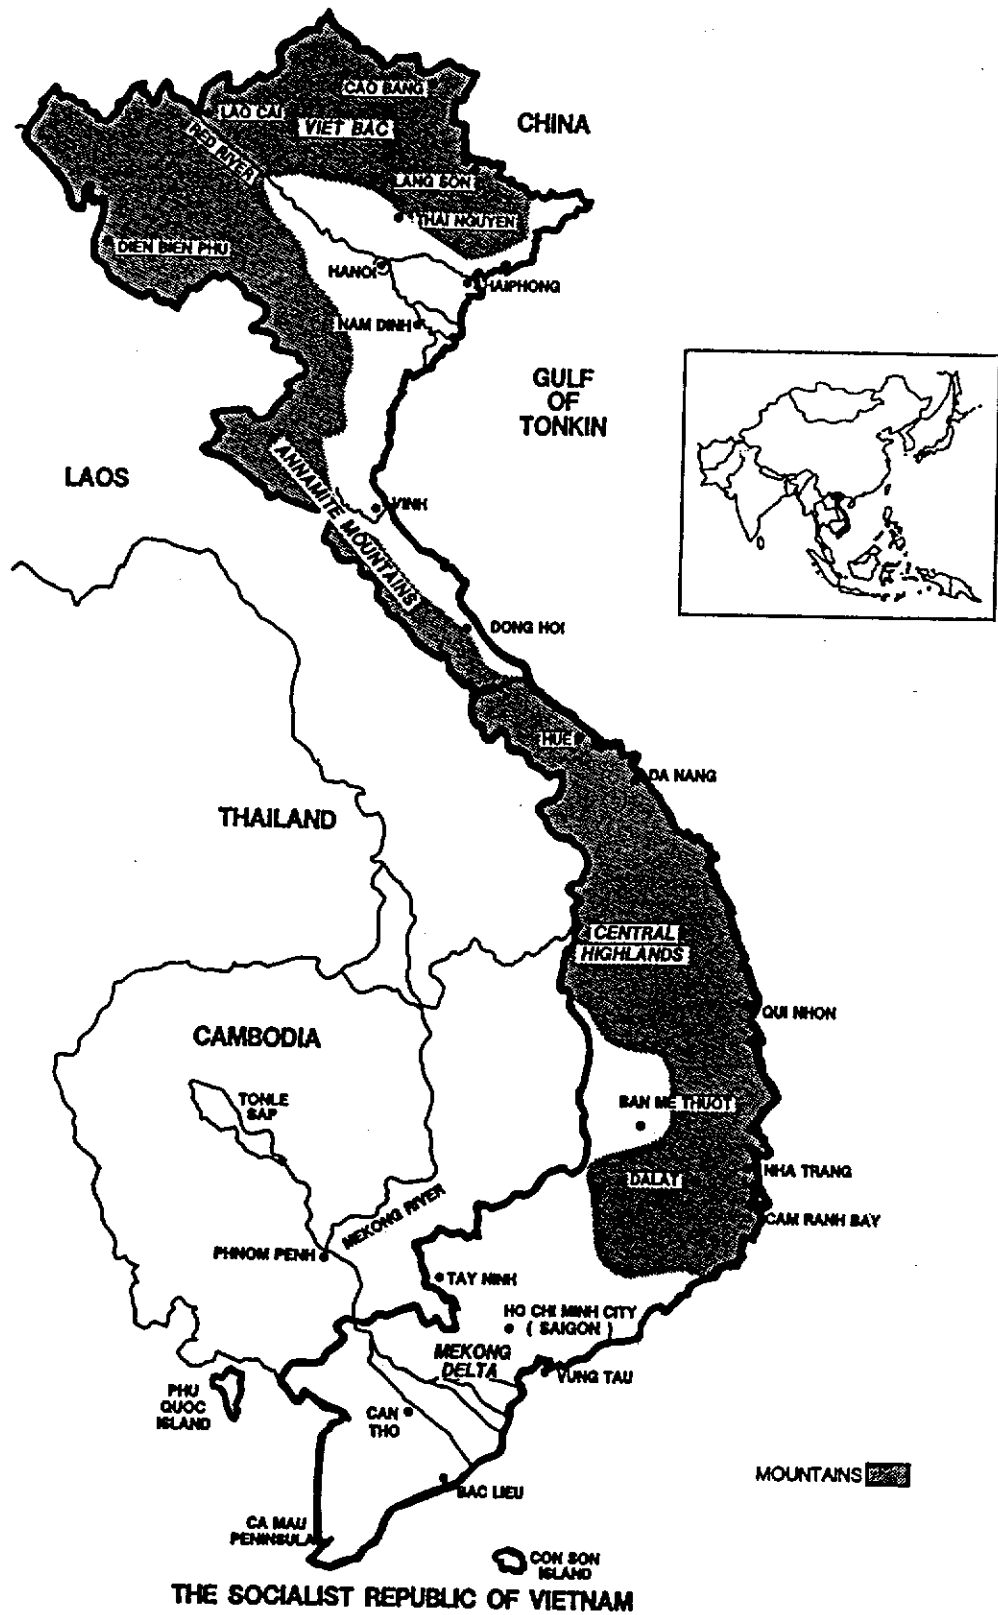 CAO BANG
LAO CAI
VIET BAC
CHINA
RED RIVER
LANG SON
THAI NGUYEN
DIEN BIEN PHU
HANOI
HAIPHONG
NAM DINH
GULF
OF
TONKIN
LAOS
ANNAMITE MOUNTAINS
VINH
DONG HOI
HUE
DA NANG
THAILAND
CENTRAL
HIGHLANDS
QUI NHON
CAMBODIA
TONLE
SAP
BAN ME THUOT
NHA TRANG
DALAT
CAM RANH BAY
MEKONG RIVER
PHNOM PENH
TAY NINH
HO CHI MINH CITY
( SAIGON )
MEKONG
DELTA
VUNG TAU
PHU
QUOC
ISLAND
CAN
THO
MOUNTAINS
BAC LIEU
CA MAU
PENINSULA
CON SON
ISLAND
THE SOCIALIST REPUBLIC OF VIETNAM